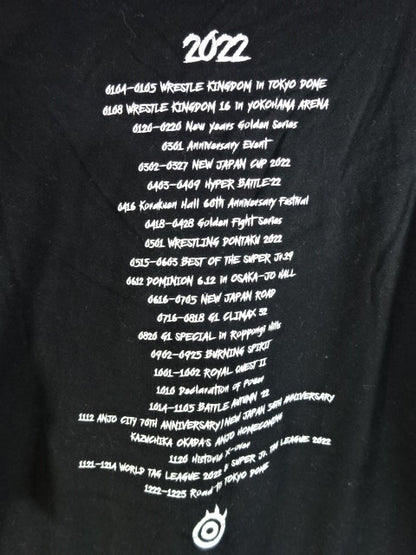 2022
0104-0105 WRESTLE KINGDOM in TOKYO DOME
0108 WRESTLE KINGDOM 16 in YOKOHAMA ARENA
0120-0220 New Years Golden Series
0301 Anniversary Event
0302-0327 NEW JAPAN CUP 2022
0403-0409 HYPER BATTLE'22
0416 Korakuen Hall 60th Anniversary Festival
0418-0428 Golden Fight Series
0501 WRESTLING DONTAKU 2022
0515-0603 BEST OF THE SUPER Jr.29
0612 DOMINION 6.12 in OSAKA-JO HALL
0616-0705 NEW JAPAN ROAD
0716-0818 G1 CLIMAX 32
0820 G1 SPECIAL in Roppongi Hills
0902-0925 BURNING SPIRIT
1001-1002 ROYAL QUEST II
1010 Declaration of Power
1014-1105 BATTLE AUTUMN '22
1112 ANJO CITY 70TH ANNIVERSARY|NEW JAPAN 50TH ANNIVERSARY
KAZUCHIKA OKADA'S ANJO HOMECOMING
1120 Historic X-over
1121-1214 WORLD TAG LEAGUE 2022 & SUPER Jr. TAG LEAGUE 2022
1222-1223 Road to TOKYO DOME